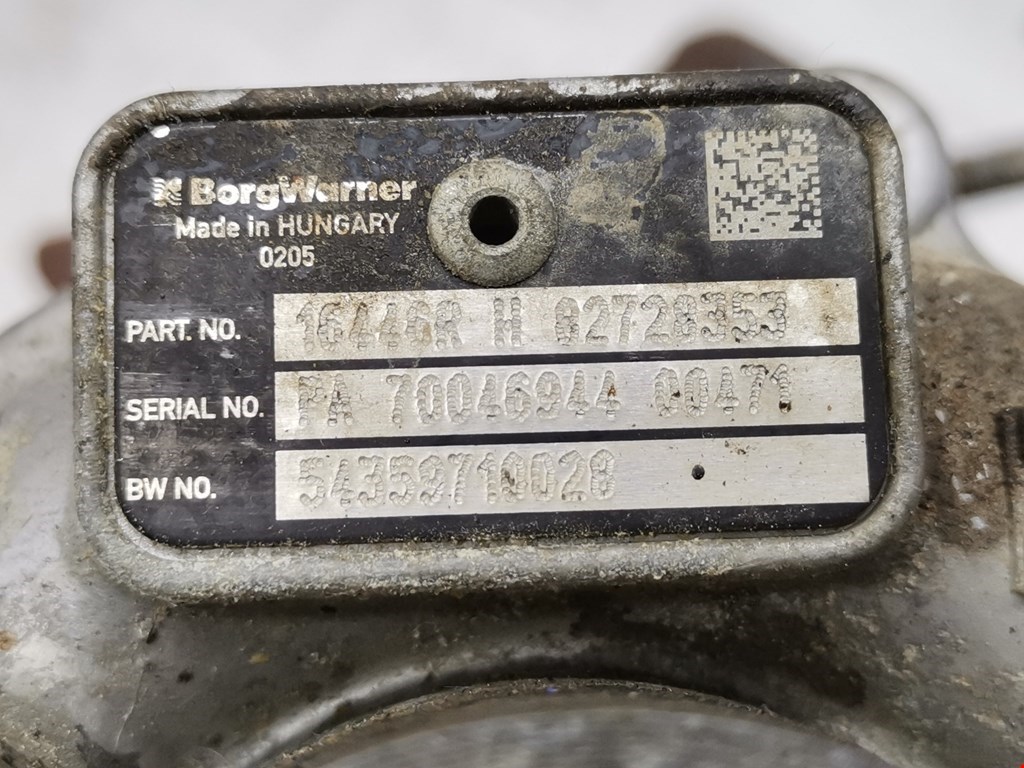 BorgWarner
Made in HUNGARY
0205
PART. NO. 16446R H 02728353
SERIAL NO. PA 70046944 00471
BW NO. 54359710028